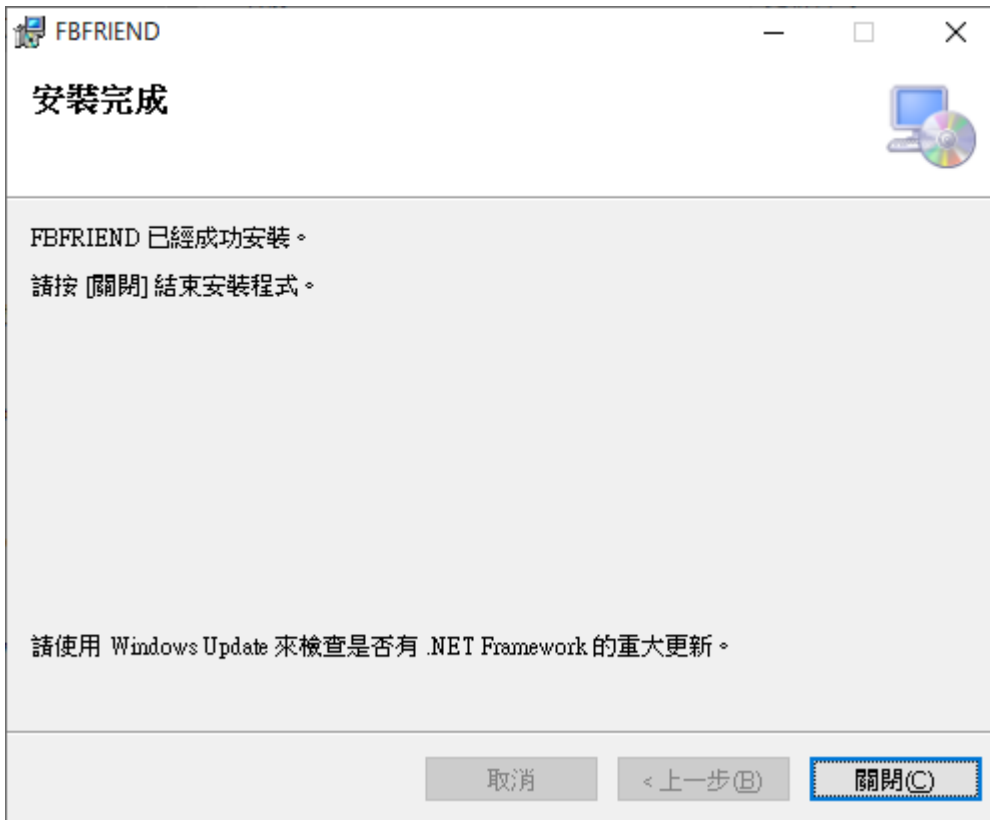 FBFRIEND
安裝完成
FBFRIEND 已經成功安裝。
請按 [關閉] 結束安裝程式。
請使用 Windows Update 來檢查是否有 .NET Framework 的重大更新。
取消
< 上一步(B)
關閉(C)